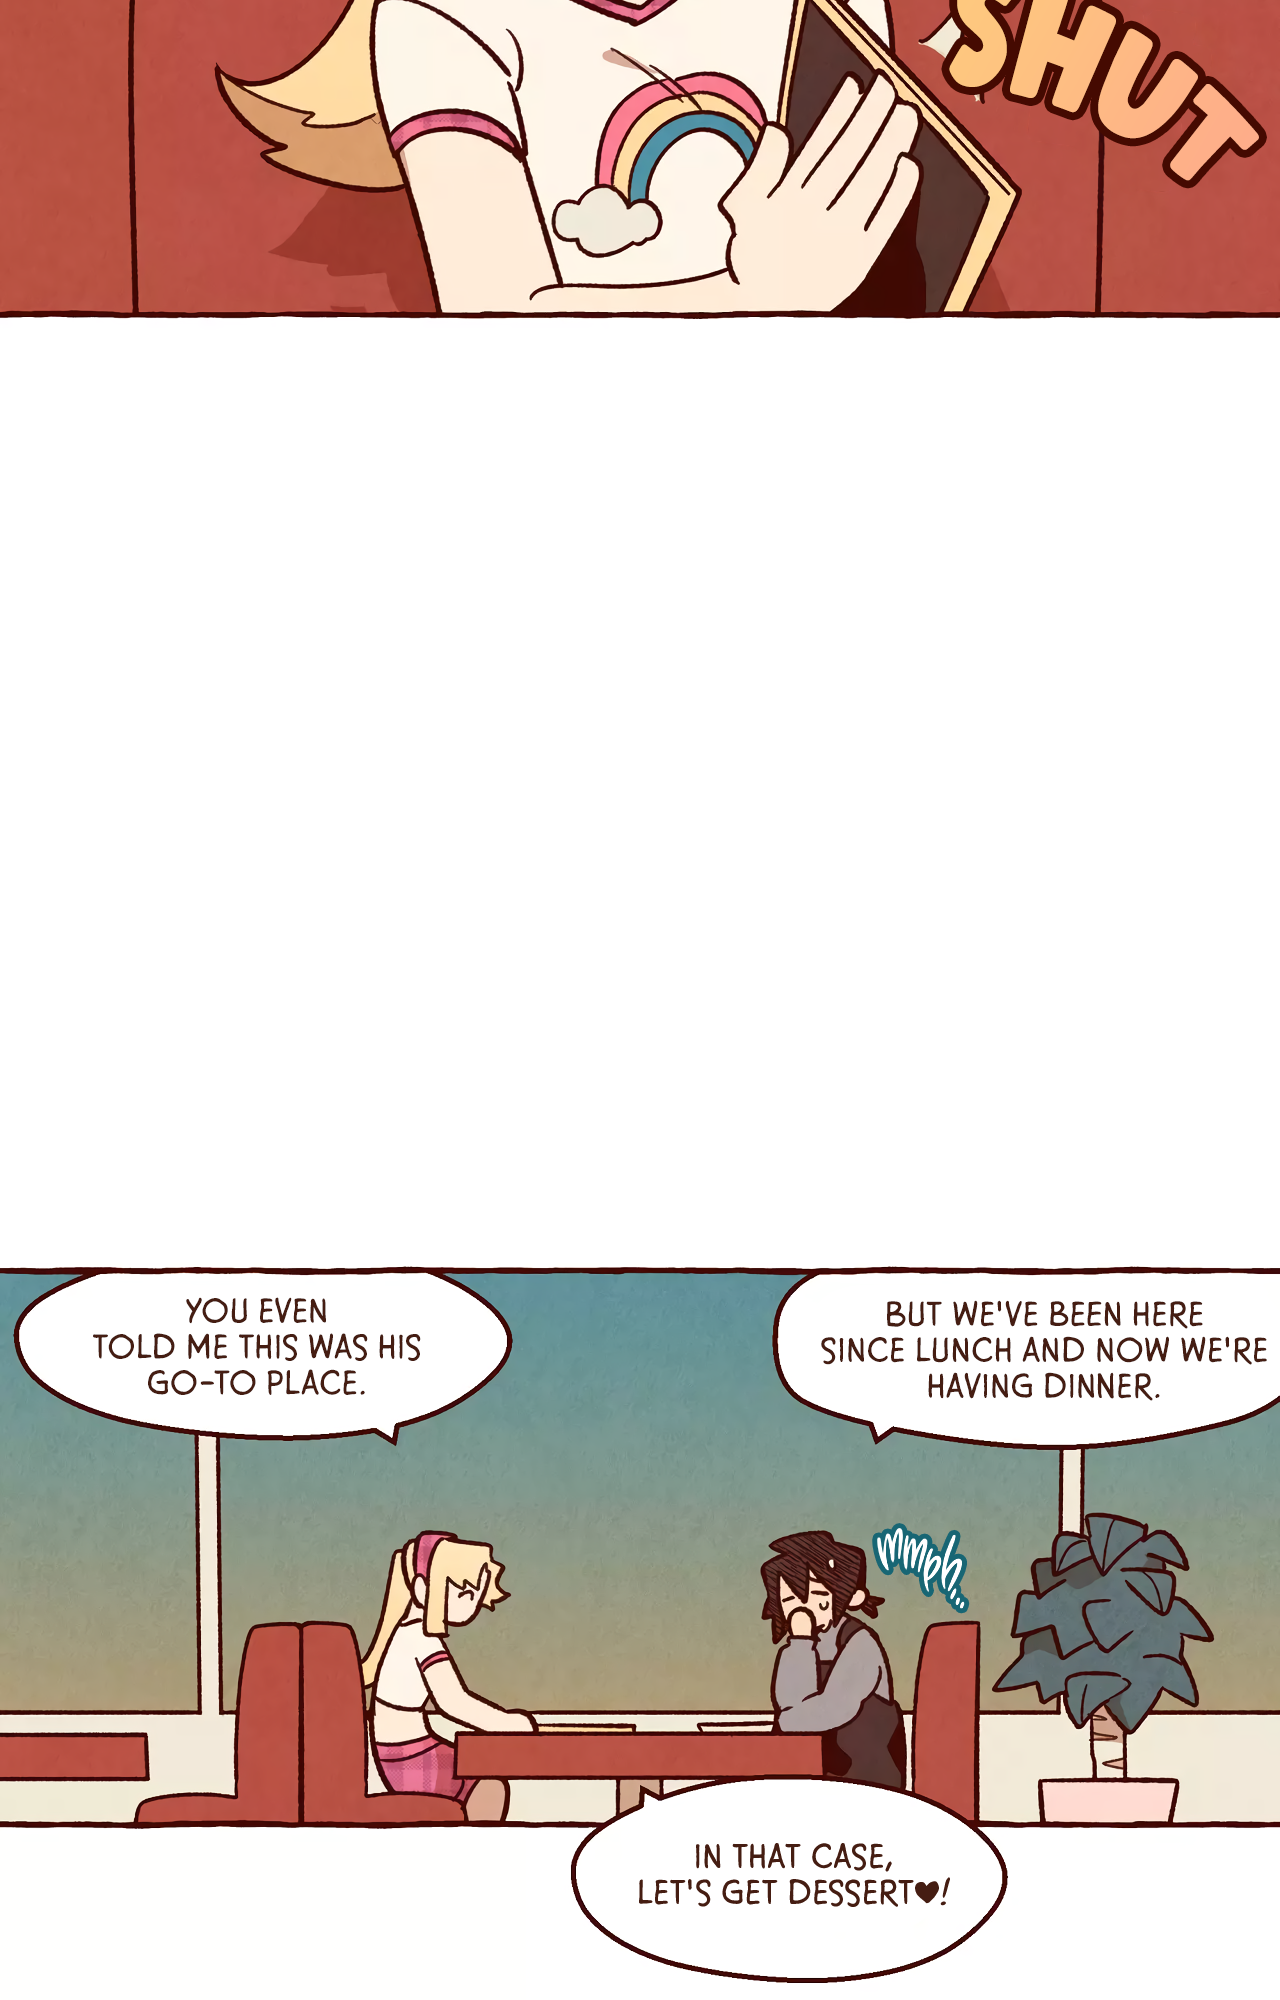 SHUT
YOU EVEN
TOLD ME THIS WAS HIS
GO-TO PLACE.
BUT WE'VE BEEN HERE
SINCE LUNCH AND NOW WE'RE
HAVING DINNER.
mmph...
IN THAT CASE,
LET'S GET DESSERT♥!